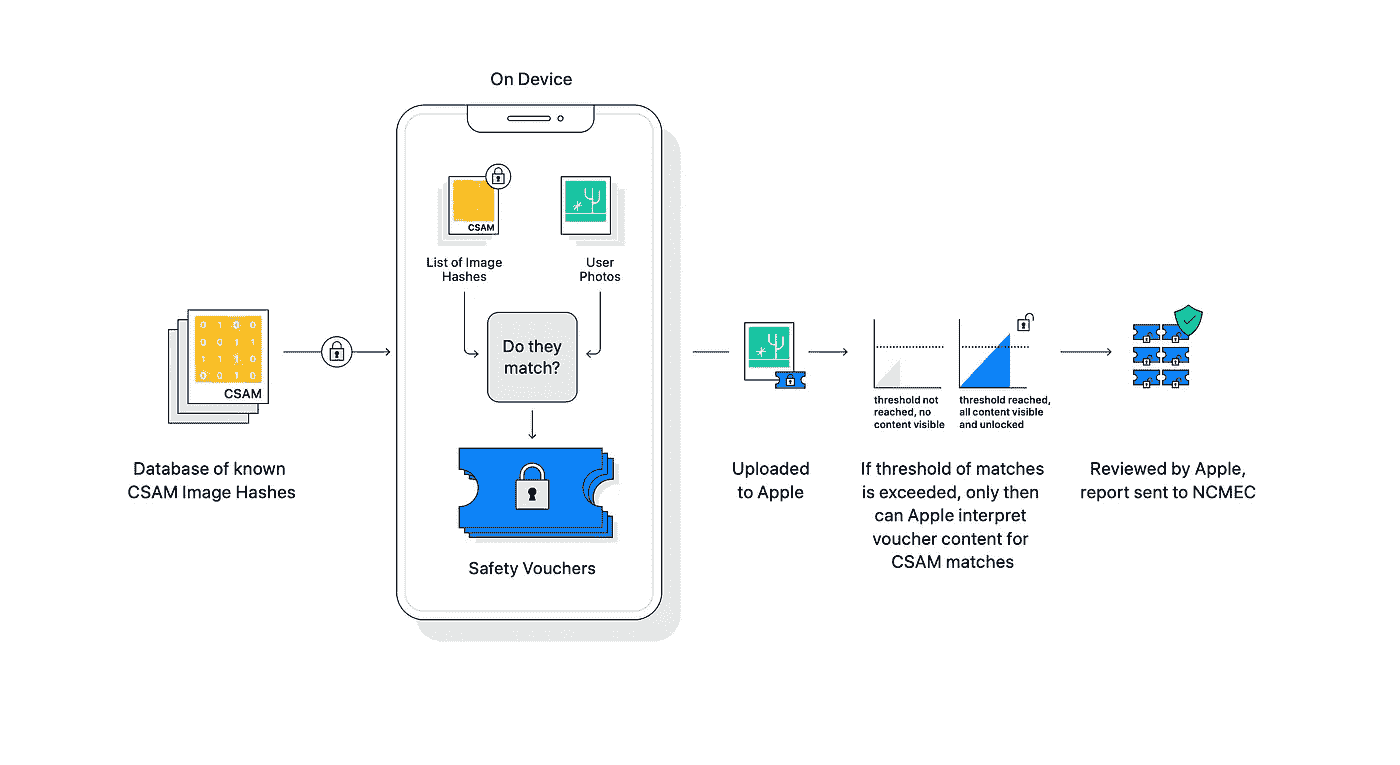 On Device
CSAM
List of Image
Hashes
User
Photos
Do they
match?
Safety Vouchers
0 1 0 0
0 0 1 1
1 1 1 1
0 0 1 0
CSAM
Database of known
CSAM Image Hashes
Uploaded
to Apple
threshold not
reached, no
content visible
threshold reached,
all content visible
and unlocked
If threshold of matches
is exceeded, only then
can Apple interpret
voucher content for
CSAM matches
Reviewed by Apple,
report sent to NCMEC